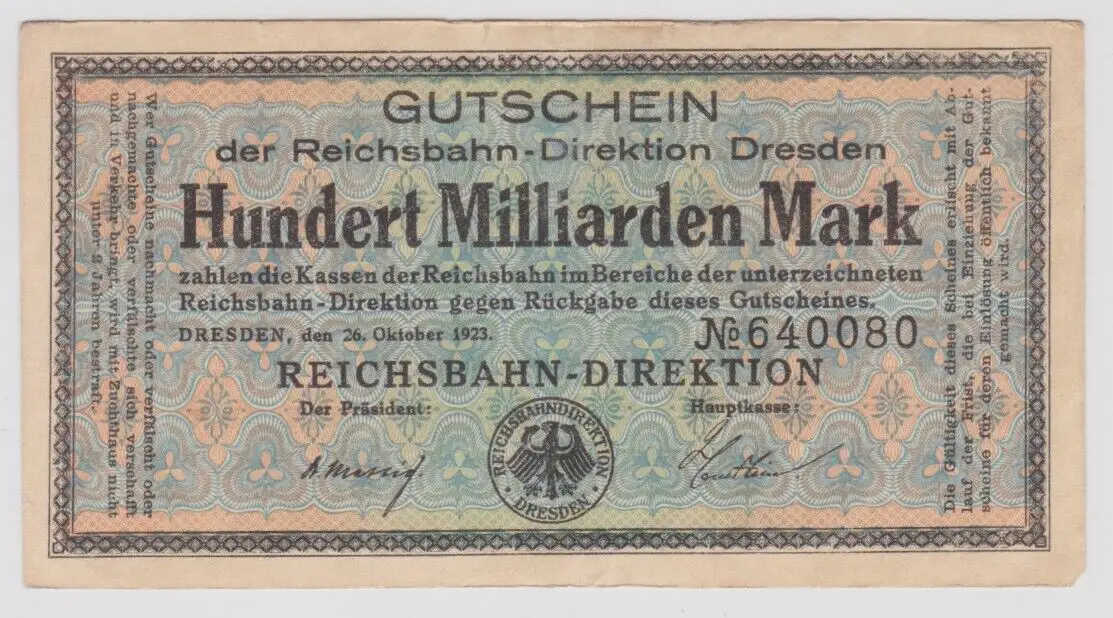 GUTSCHEIN
der Reichsbahn-Direktion Dresden
Hundert Milliarden Mark
zahlen die Kassen der Reichsbahn im Bereiche der unterzeichneten
Reichsbahn-Direktion gegen Rückgabe dieses Gutscheines.
DRESDEN, den 26. Oktober 1923.
№ 640080
REICHSBAHN-DIREKTION
Der Präsident:
Hauptkasse:
REICHSBAHNDIREKTION
· DRESDEN ·
Wer Gutscheine nachmacht oder verfälscht oder
nachgemachte oder verfälschte sich verschafft
und in Verkehr bringt, wird mit Zuchthaus nicht
unter 2 Jahren bestraft.
Die Gültigkeit dieses Scheines erlischt mit Ab-
lauf der Frist, die bei Einziehung der Gut-
scheine für deren Einlösung öffentlich bekannt
gemacht wird.